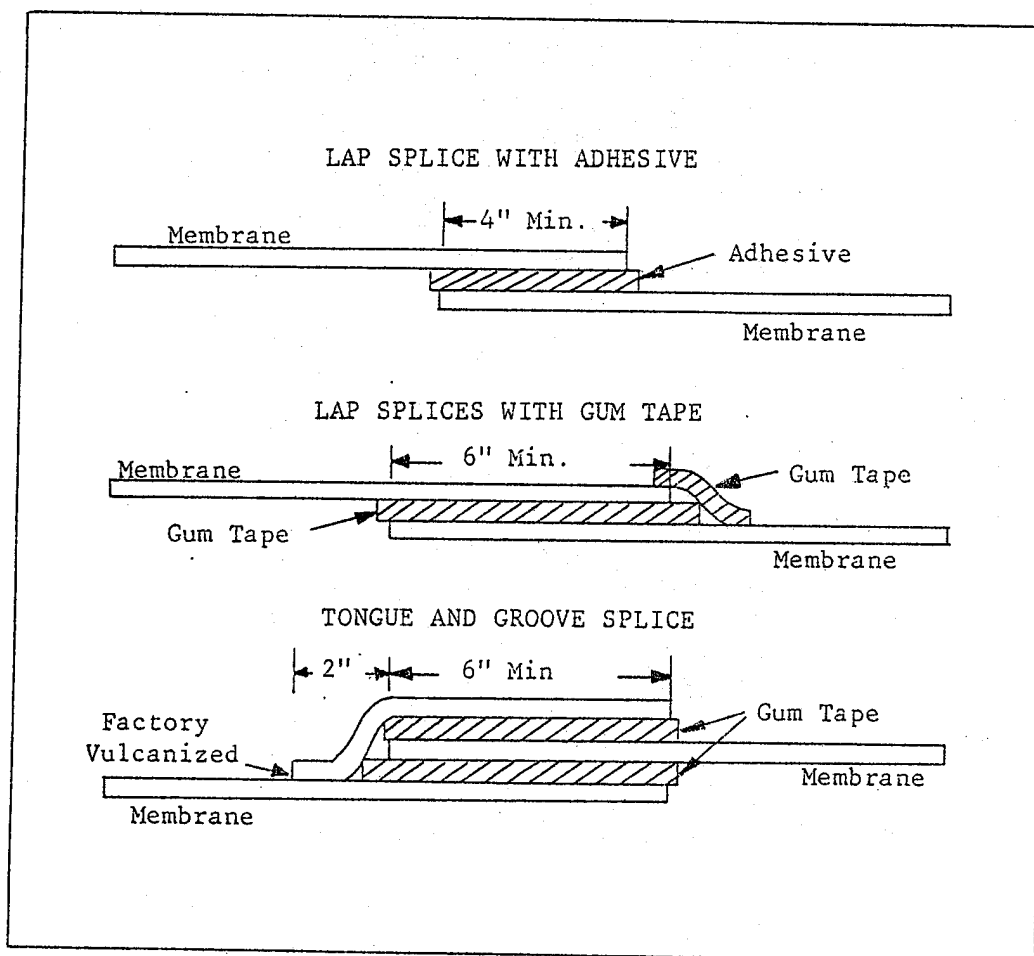 LAP SPLICE WITH ADHESIVE
4" Min.
Membrane
Adhesive
Membrane
LAP SPLICES WITH GUM TAPE
6" Min.
Membrane
Gum Tape
Gum Tape
Membrane
TONGUE AND GROOVE SPLICE
2"
6" Min
Factory
Vulcanized
Gum Tape
Membrane
Membrane